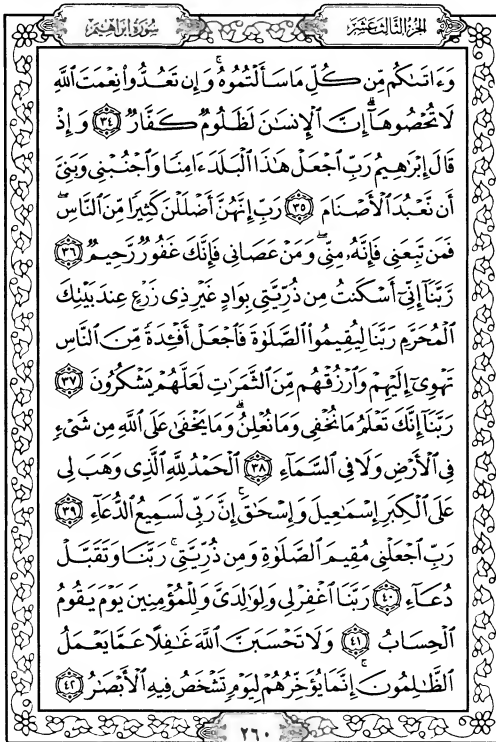 الجزء الثالث عشر
سورة إبراهيم
وَءَاتَىٰكُم مِّن كُلِّ مَا سَأَلْتُمُوهُ ۚ وَإِن تَعُدُّوا۟ نِعْمَتَ ٱللَّهِ
لَا تُحْصُوهَآ ۗ إِنَّ ٱلْإِنسَٰنَ لَظَلُومٌ كَفَّارٌ ٣٤ وَإِذْ
قَالَ إِبْرَٰهِيمُ رَبِّ ٱجْعَلْ هَٰذَا ٱلْبَلَدَ ءَامِنًا وَٱجْنُبْنِى وَبَنِىَّ
أَن نَّعْبُدَ ٱلْأَصْنَامَ ٣٥ رَبِّ إِنَّهُنَّ أَضْلَلْنَ كَثِيرًا مِّنَ ٱلنَّاسِ ۖ
فَمَن تَبِعَنِى فَإِنَّهُۥ مِنِّى ۖ وَمَنْ عَصَانِى فَإِنَّكَ غَفُورٌ رَّحِيمٌ ٣٦
رَّبَّنَآ إِنِّىٓ أَسْكَنتُ مِن ذُرِّيَّتِى بِوَادٍ غَيْرِ ذِى زَرْعٍ عِندَ بَيْتِكَ
ٱلْمُحَرَّمِ رَبَّنَا لِيُقِيمُوا۟ ٱلصَّلَوٰةَ فَٱجْعَلْ أَفْـِٔدَةً مِّنَ ٱلنَّاسِ
تَهْوِىٓ إِلَيْهِمْ وَٱرْزُقْهُم مِّنَ ٱلثَّمَرَٰتِ لَعَلَّهُمْ يَشْكُرُونَ ٣٧
رَبَّنَآ إِنَّكَ تَعْلَمُ مَا نُخْفِى وَمَا نُعْلِنُ ۗ وَمَا يَخْفَىٰ عَلَى ٱللَّهِ مِن شَىْءٍ
فِى ٱلْأَرْضِ وَلَا فِى ٱلسَّمَآءِ ٣٨ ٱلْحَمْدُ لِلَّهِ ٱلَّذِى وَهَبَ لِى
عَلَى ٱلْكِبَرِ إِسْمَٰعِيلَ وَإِسْحَٰقَ ۚ إِنَّ رَبِّى لَسَمِيعُ ٱلدُّعَآءِ ٣٩
رَبِّ ٱجْعَلْنِى مُقِيمَ ٱلصَّلَوٰةِ وَمِن ذُرِّيَّتِى ۚ رَبَّنَا وَتَقَبَّلْ
دُعَآءِ ٤٠ رَبَّنَا ٱغْفِرْ لِى وَلِوَٰلِدَىَّ وَلِلْمُؤْمِنِينَ يَوْمَ يَقُومُ
ٱلْحِسَابُ ٤١ وَلَا تَحْسَبَنَّ ٱللَّهَ غَٰفِلًا عَمَّا يَعْمَلُ
ٱلظَّٰلِمُونَ ۚ إِنَّمَا يُؤَخِّرُهُمْ لِيَوْمٍ تَشْخَصُ فِيهِ ٱلْأَبْصَٰرُ ٤٢
٢٦٠